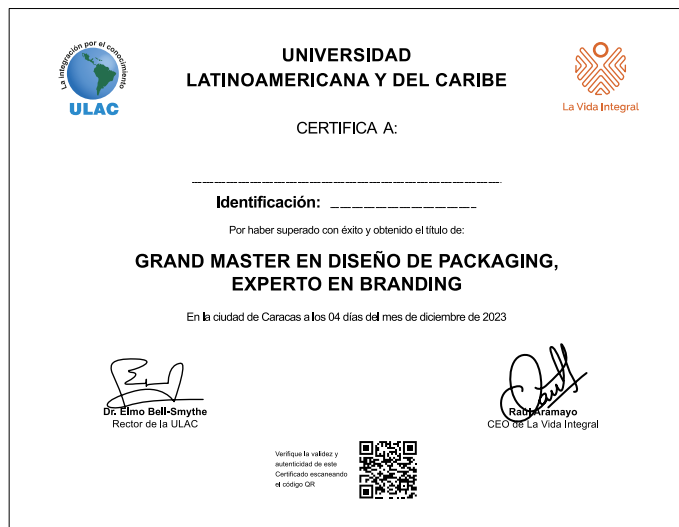 La integración por el conocimiento
ULAC
UNIVERSIDAD
LATINOAMERICANA Y DEL CARIBE
La Vida Integral
CERTIFICA A:
Identificación:
Por haber superado con éxito y obtenido el título de:
GRAND MASTER EN DISEÑO DE PACKAGING,
EXPERTO EN BRANDING
En la ciudad de Caracas a los 04 días del mes de diciembre de 2023
Dr. Elmo Bell-Smythe
Rector de la ULAC
Raúl Aramayo
CEO de La Vida Integral
Verifique la validez y
autenticidad de este
Certificado escaneando
el código QR